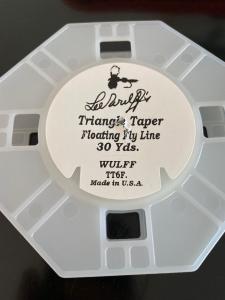 Lee Wulff's
Triangle Taper
Floating Fly Line
30 Yds.
WULFF
TT6F.
Made in U.S.A.